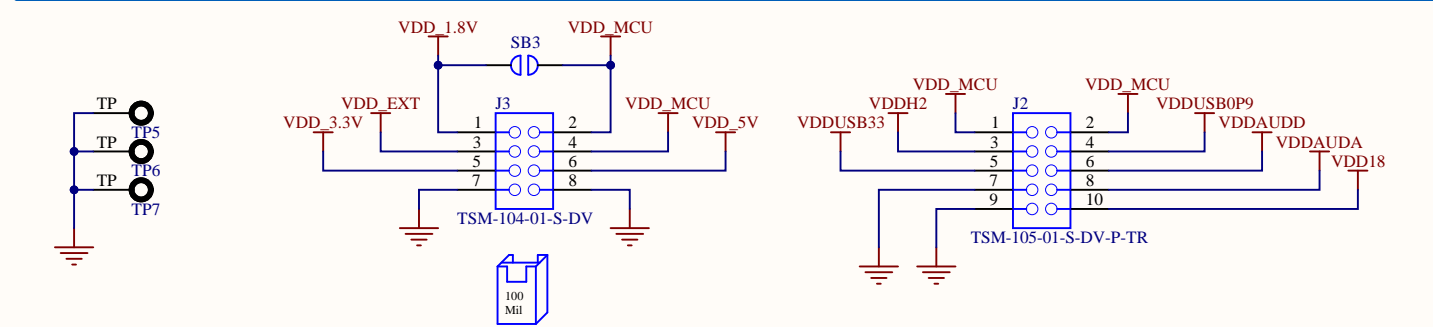 VDD_1.8V
VDD_MCU
SB3
TP
TP5
TP
TP6
TP
TP7
VDD_EXT
VDD_3.3V
J3
VDD_MCU
VDD_5V
1
2
3
4
5
6
7
8
TSM-104-01-S-DV
100
Mil
VDD_MCU
VDD_MCU
VDDH2
J2
VDDUSB0P9
VDDUSB33
VDDAUDD
VDDAUDA
VDD18
1
2
3
4
5
6
7
8
9
10
TSM-105-01-S-DV-P-TR